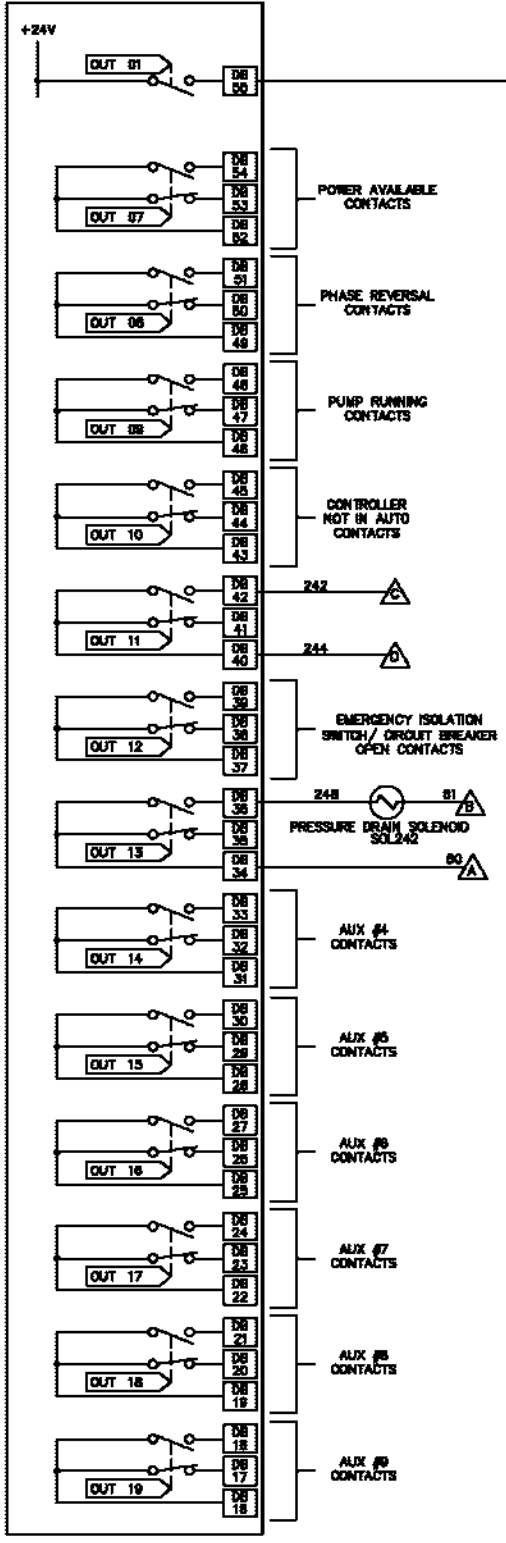 +24V
OUT 01
DB
55
DB
54
DB
53
OUT 07
DB
52
POWER AVAILABLE
CONTACTS
DB
51
DB
50
OUT 08
DB
49
PHASE REVERSAL
CONTACTS
DB
48
DB
47
OUT 09
DB
46
PUMP RUNNING
CONTACTS
DB
45
DB
44
OUT 10
DB
43
CONTROLLER
NOT IN AUTO
CONTACTS
DB
42
242
C
DB
41
OUT 11
DB
40
244
D
DB
39
DB
38
OUT 12
DB
37
EMERGENCY ISOLATION
SWITCH/ CIRCUIT BREAKER
OPEN CONTACTS
DB
36
246
81
B
PRESSURE DRAIN SOLENOID
SOL242
DB
35
OUT 13
DB
34
80
A
DB
33
DB
32
OUT 14
DB
31
AUX #4
CONTACTS
DB
30
DB
29
OUT 15
DB
28
AUX #5
CONTACTS
DB
27
DB
26
OUT 16
DB
25
AUX #6
CONTACTS
DB
24
DB
23
OUT 17
DB
22
AUX #7
CONTACTS
DB
21
DB
20
OUT 18
DB
19
AUX #8
CONTACTS
DB
18
DB
17
OUT 19
DB
16
AUX #9
CONTACTS